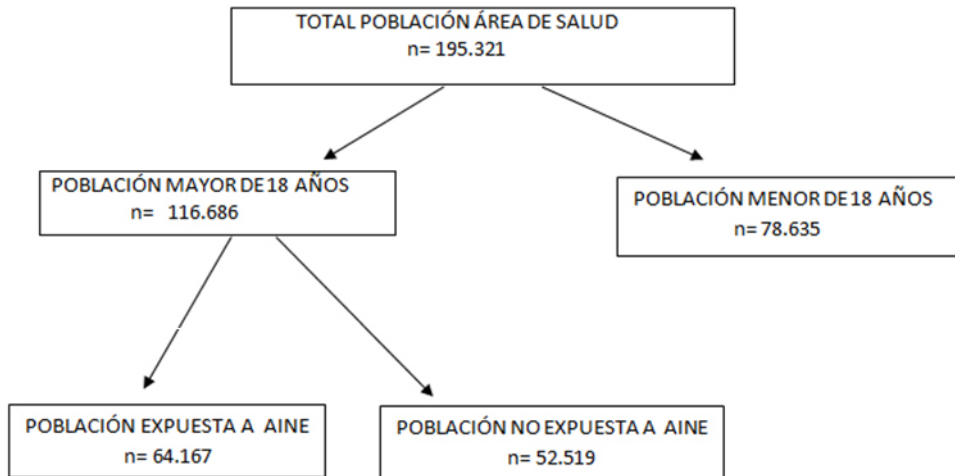 TOTAL POBLACIÓN ÁREA DE SALUD
n= 195.321
POBLACIÓN MAYOR DE 18 AÑOS
n= 116.686
POBLACIÓN MENOR DE 18 AÑOS
n= 78.635
POBLACIÓN EXPUESTA A AINE
n= 64.167
POBLACIÓN NO EXPUESTA A AINE
n= 52.519